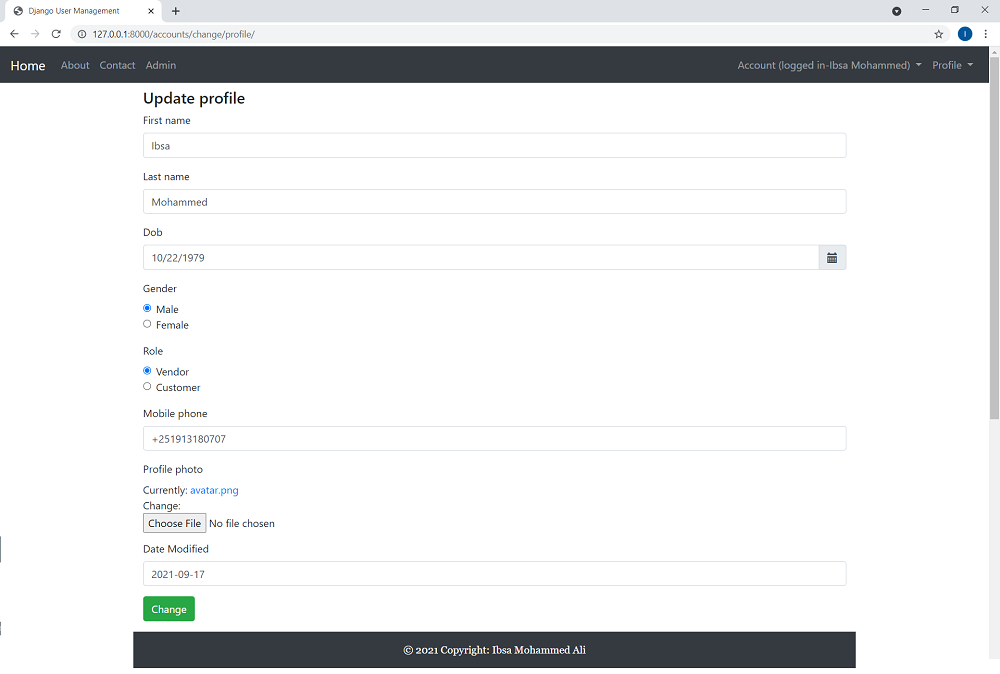 Django User Management
127.0.0.1:8000/accounts/change/profile/
I
Home About Contact Admin Account (logged in-Ibsa Mohammed) Profile
Update profile
First name
Ibsa
Last name
Mohammed
Dob
10/22/1979
Gender
Male
Female
Role
Vendor
Customer
Mobile phone
+251913180707
Profile photo
Currently: avatar.png
Change:
Choose File No file chosen
Date Modified
2021-09-17
Change
© 2021 Copyright: Ibsa Mohammed Ali